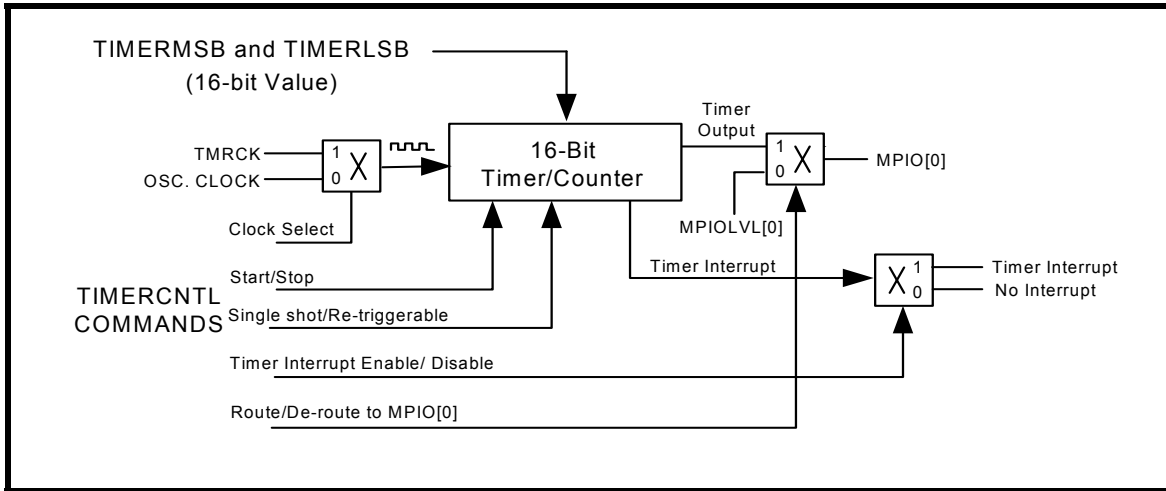 TIMERMSB and TIMERLSB
(16-bit Value)
Timer
Output
TMRCK
OSC. CLOCK
1
0
X
16-Bit
Timer/Counter
1
0
X
MPIO[0]
MPIOLVL[0]
Clock Select
Timer Interrupt
X
1
0
Timer Interrupt
No Interrupt
Start/Stop
TIMERCNTL
COMMANDS
Single shot/Re-triggerable
Timer Interrupt Enable/ Disable
Route/De-route to MPIO[0]